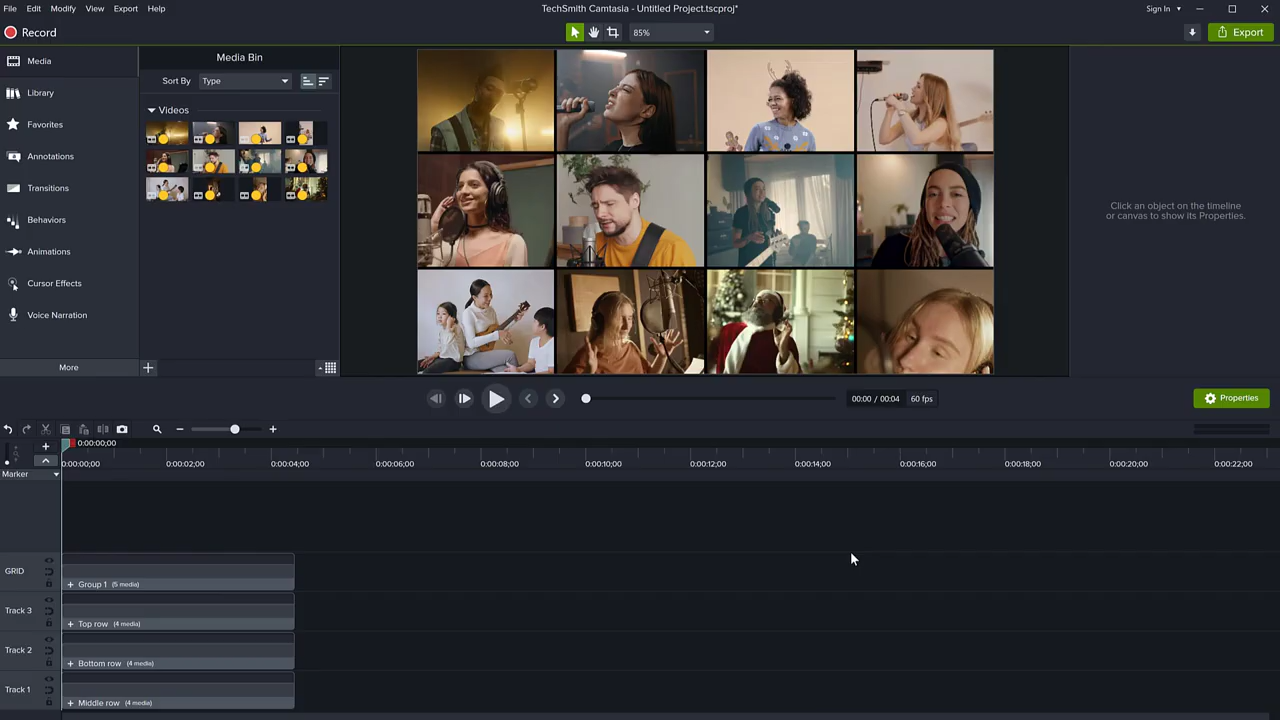 TechSmith Camtasia - Untitled Project.tscproj*
File Edit Modify View Export Help
Sign In
Record
85%
Export
Media
Library
Favorites
Annotations
Transitions
Behaviors
Animations
Cursor Effects
Voice Narration
More
Media Bin
Sort By Type
Videos
Click an object on the timeline
or canvas to show its Properties.
00:00 / 00:04 60 fps
Properties
0:00:00;00
0:00:00;00 0:00:02;00 0:00:04;00 0:00:06;00 0:00:08;00 0:00:10;00 0:00:12;00 0:00:14;00 0:00:16;00 0:00:18;00 0:00:20;00 0:00:22;00
Marker
GRID
+ Group 1 (5 media)
Track 3
+ Top row (4 media)
Track 2
+ Bottom row (4 media)
Track 1
+ Middle row (4 media)